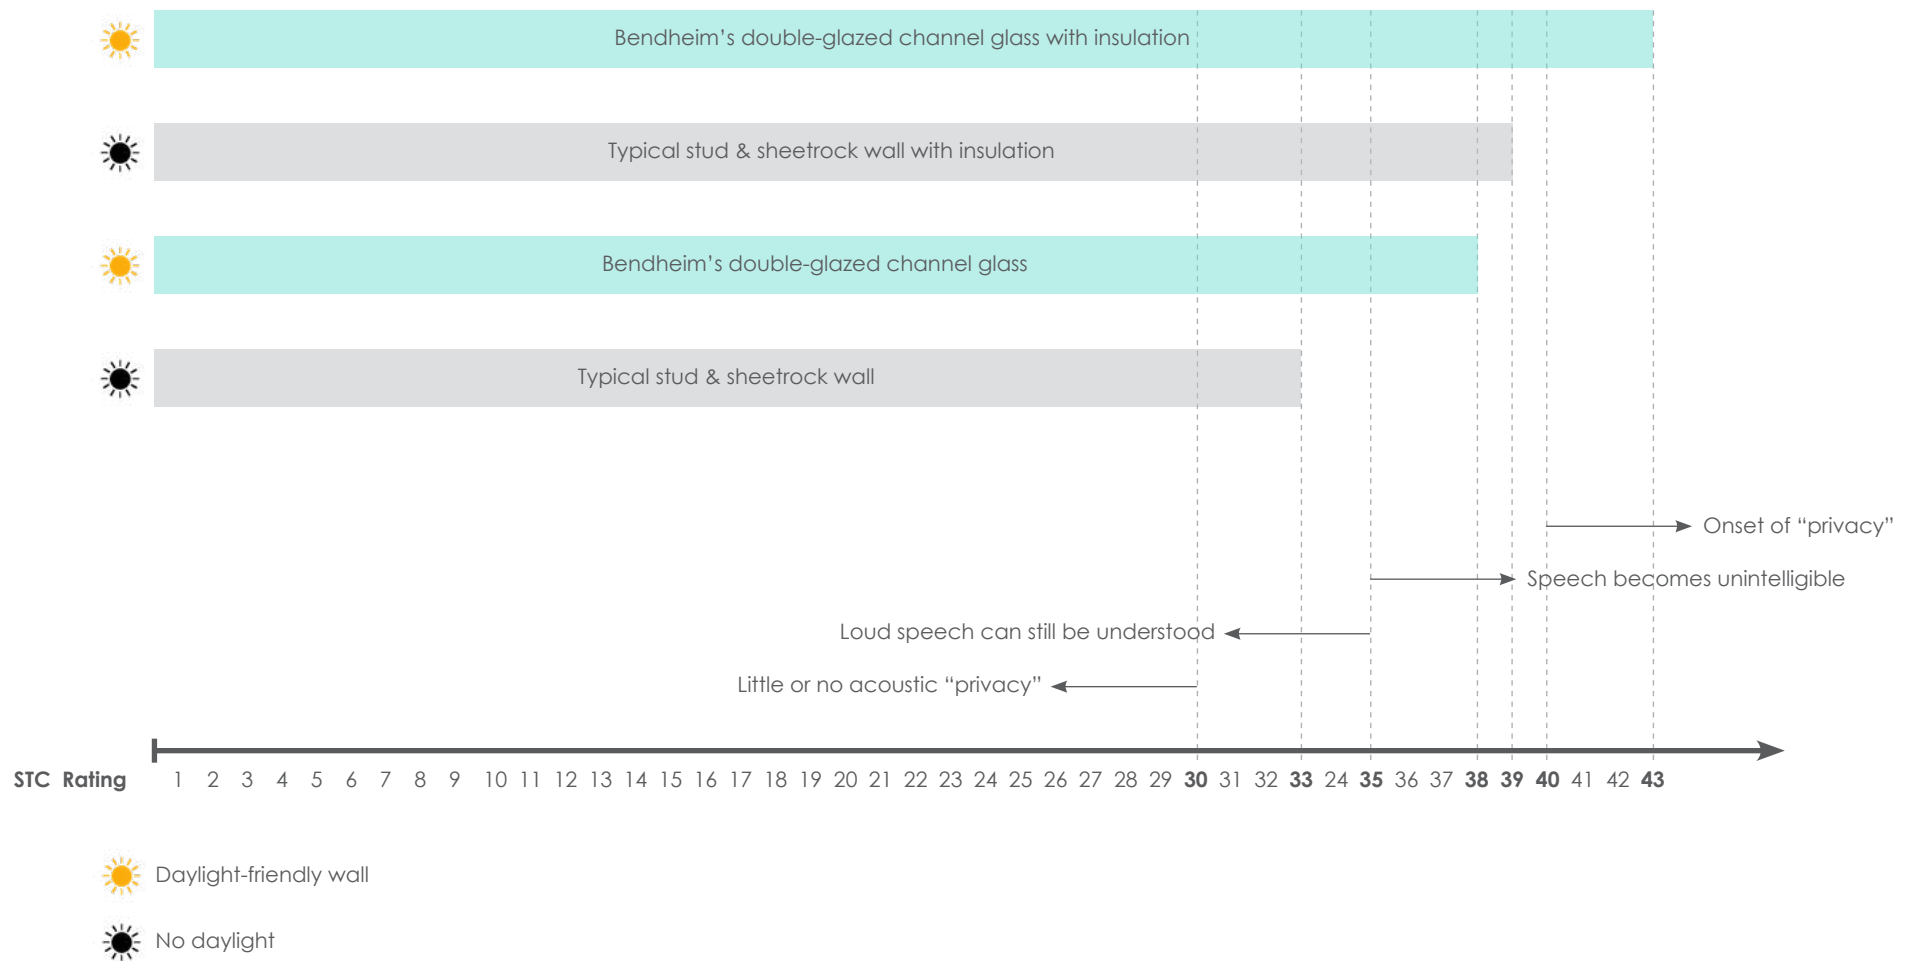 Bendheim’s double-glazed channel glass with insulation
Typical stud & sheetrock wall with insulation
Bendheim’s double-glazed channel glass
Typical stud & sheetrock wall
Onset of “privacy”
Speech becomes unintelligible
Loud speech can still be understood
Little or no acoustic “privacy”
STC Rating 1 2 3 4 5 6 7 8 9 10 11 12 13 14 15 16 17 18 19 20 21 22 23 24 25 26 27 28 29 30 31 32 33 24 35 36 37 38 39 40 41 42 43
Daylight-friendly wall
No daylight